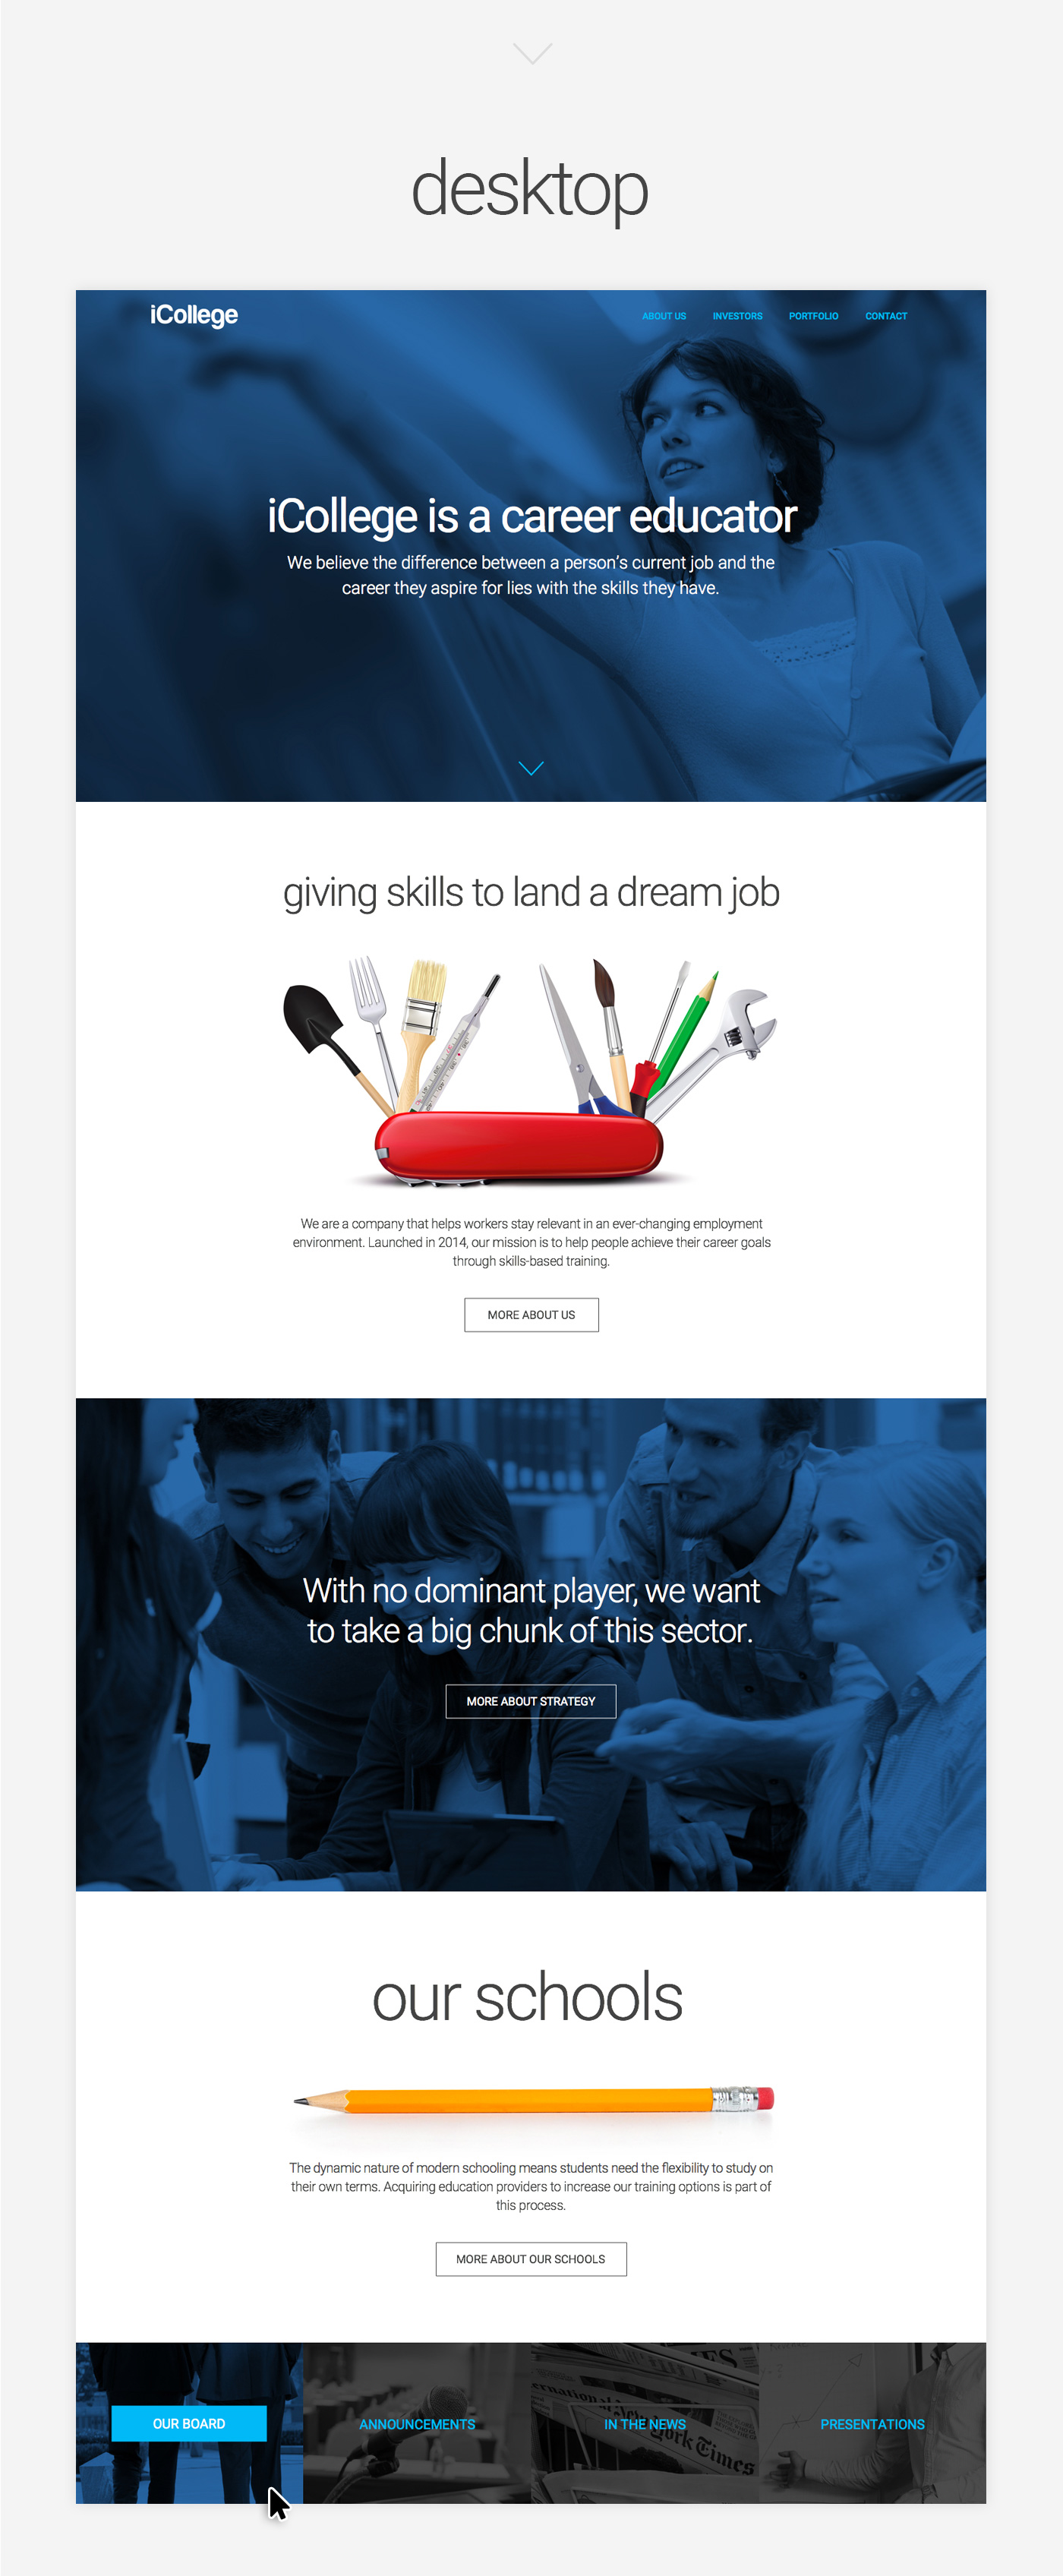 desktop
iCollege
ABOUT US
INVESTORS
PORTFOLIO
CONTACT
iCollege is a career educator
We believe the difference between a person's current job and the
career they aspire for lies with the skills they have.
giving skills to land a dream job
We are a company that helps workers stay relevant in an ever-changing employment
environment. Launched in 2014, our mission is to help people achieve their career goals
through skills-based training.
MORE ABOUT US
With no dominant player, we want
to take a big chunk of this sector.
MORE ABOUT STRATEGY
our schools
The dynamic nature of modern schooling means students need the flexibility to study on
their own terms. Acquiring education providers to increase our training options is part of
this process.
MORE ABOUT OUR SCHOOLS
OUR BOARD
ANNOUNCEMENTS
IN THE NEWS
PRESENTATIONS
York Times